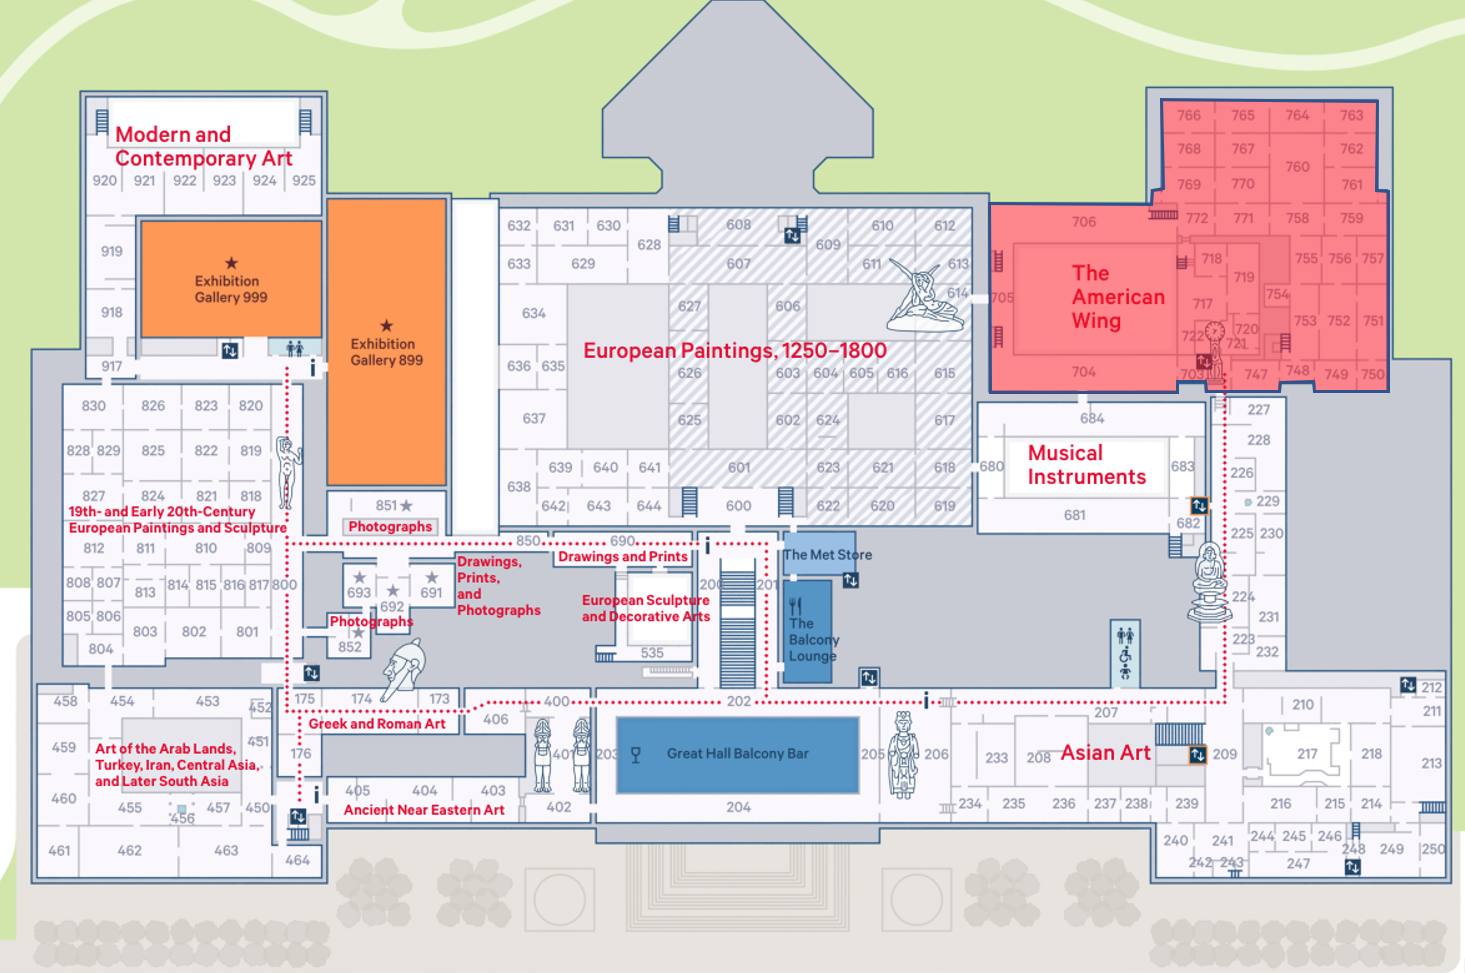 Modern and
Contemporary Art
920 921 922 923 924 925
919
918
917
Exhibition
Gallery 999
Exhibition
Gallery 899
i
632 631 630 628
633 629
634
636 635
637
638 639 640 641
642 643 644
608 609 610 612
607 611 613
614
627 606
European Paintings, 1250–1800
626 603 604 605 616 615
625 602 624 617
601 623 621 618
600 622 620 619
766 765 764 763
768 767 760 762
769 770 761
706 772 771 758 759
718 719 755 756 757
705
The
American
Wing
717 754
722 720 721 753 752 751
704 703 747 748 749 750
684
680 683
Musical
Instruments
681 682
227
228
226
229
225 230
224
231
223
232
830 826 823 820
828 829 825 822 819
827 824 821 818
19th- and Early 20th-Century
European Paintings and Sculpture
812 811 810 809
808 807 813 814 815 816 817 800
805 806
803 802 801
804
851
Photographs
850 690
i
Drawings and Prints
Drawings,
Prints,
and
Photographs
693 692 691
Photographs
852
European Sculpture
and Decorative Arts
535
200 201
The Met Store
The
Balcony
Lounge
458 454 453 452
459 451
Art of the Arab Lands,
Turkey, Iran, Central Asia,
and Later South Asia
460 455 456 457 450
461 462 463 464
175 174 173
Greek and Roman Art
176
i
406 400
405 404 403
Ancient Near Eastern Art
401 402
203
202
Great Hall Balcony Bar
204
205 206
i
207
233 208
Asian Art
234 235 236 237 238 239
209
210
212
211
217 218
213
216 215 214
240 241 244 245 246 248 249 250
242 243 247